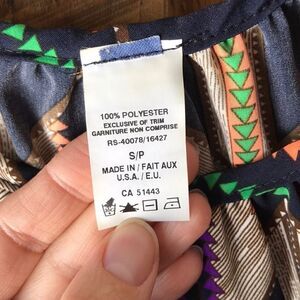 100% POLYESTER
EXCLUSIVE OF TRIM
GARNITURE NON COMPRISE
RS-40078/16427
S/P
MADE IN / FAIT AUX
U.S.A. / E.U.
CA 51443